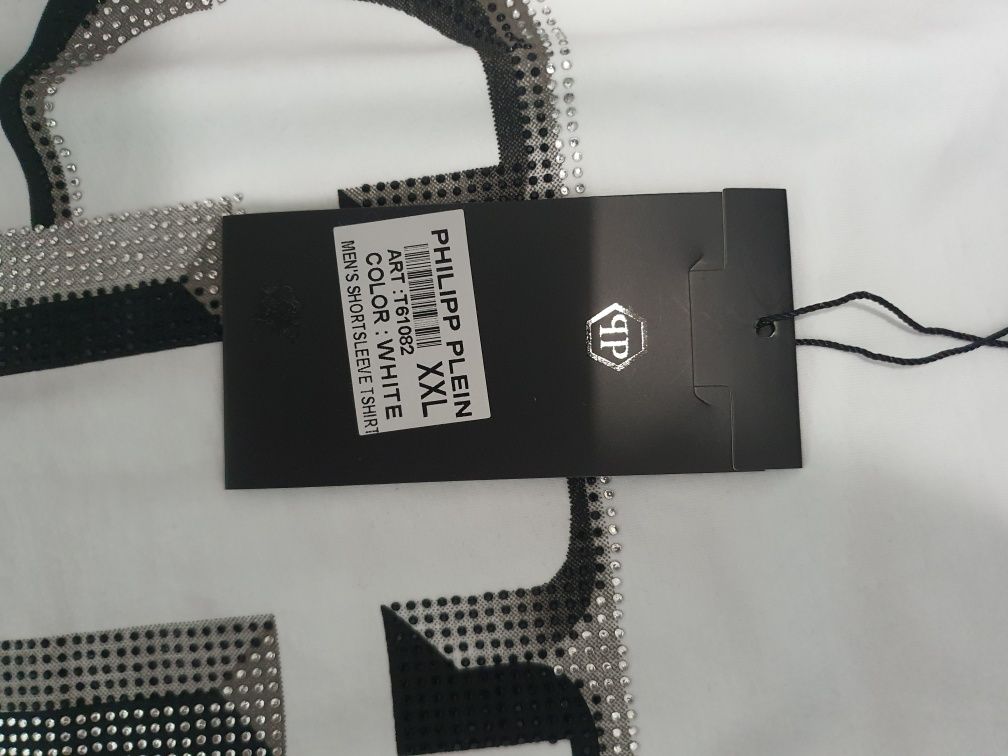 PHILIPP PLEIN
XXL
ART :T61082
COLOR : WHITE
MEN'S SHORTSLEEVE TSHIRT